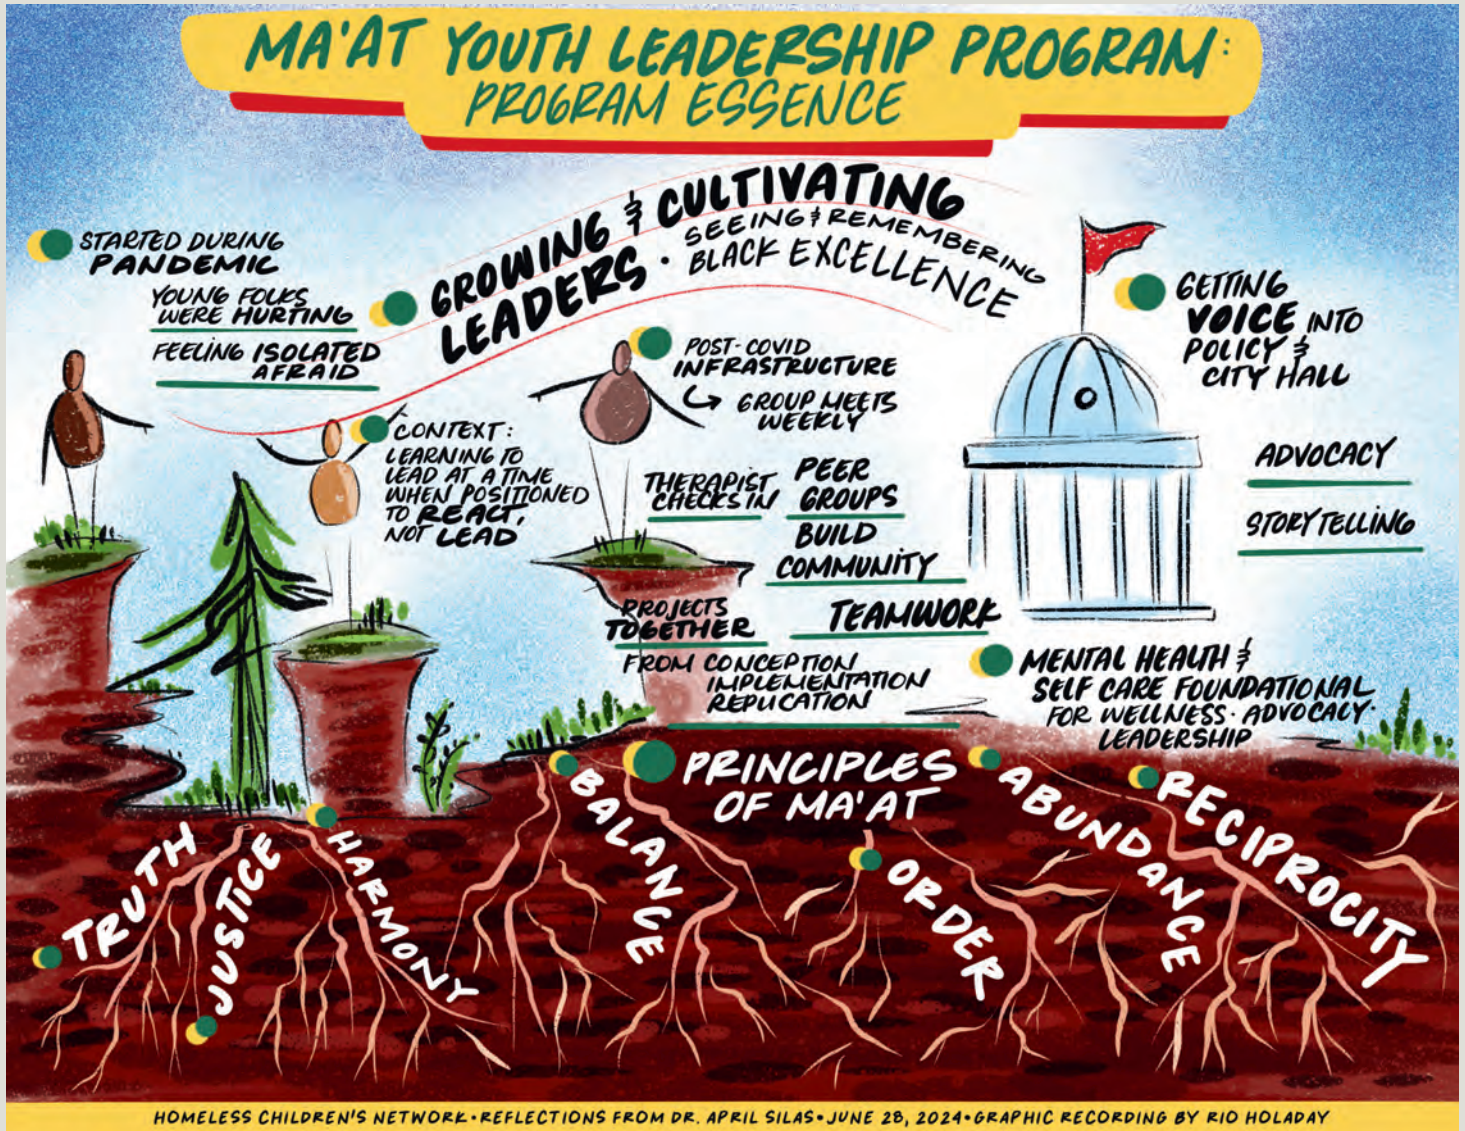 MA'AT YOUTH LEADERSHIP PROGRAM:
PROGRAM ESSENCE
GROWING & CULTIVATING
LEADERS · SEEING & REMEMBERING
BLACK EXCELLENCE
STARTED DURING
PANDEMIC
YOUNG FOLKS
WERE HURTING
FEELING ISOLATED
AFRAID
CONTEXT:
LEARNING TO
LEAD AT A TIME
WHEN POSITIONED
TO REACT,
NOT LEAD
POST-COVID
INFRASTRUCTURE
GROUP MEETS
WEEKLY
THERAPIST
CHECKS IN
PEER
GROUPS
BUILD
COMMUNITY
PROJECTS
TOGETHER
TEAMWORK
FROM CONCEPTION
IMPLEMENTATION
REPLICATION
GETTING
VOICE INTO
POLICY &
CITY HALL
ADVOCACY
STORYTELLING
MENTAL HEALTH &
SELF CARE FOUNDATIONAL
FOR WELLNESS · ADVOCACY ·
LEADERSHIP
PRINCIPLES
OF MA'AT
TRUTH
JUSTICE
HARMONY
BALANCE
ORDER
ABUNDANCE
RECIPROCITY
HOMELESS CHILDREN'S NETWORK • REFLECTIONS FROM DR. APRIL SILAS • JUNE 28, 2024 • GRAPHIC RECORDING BY RIO HOLADAY